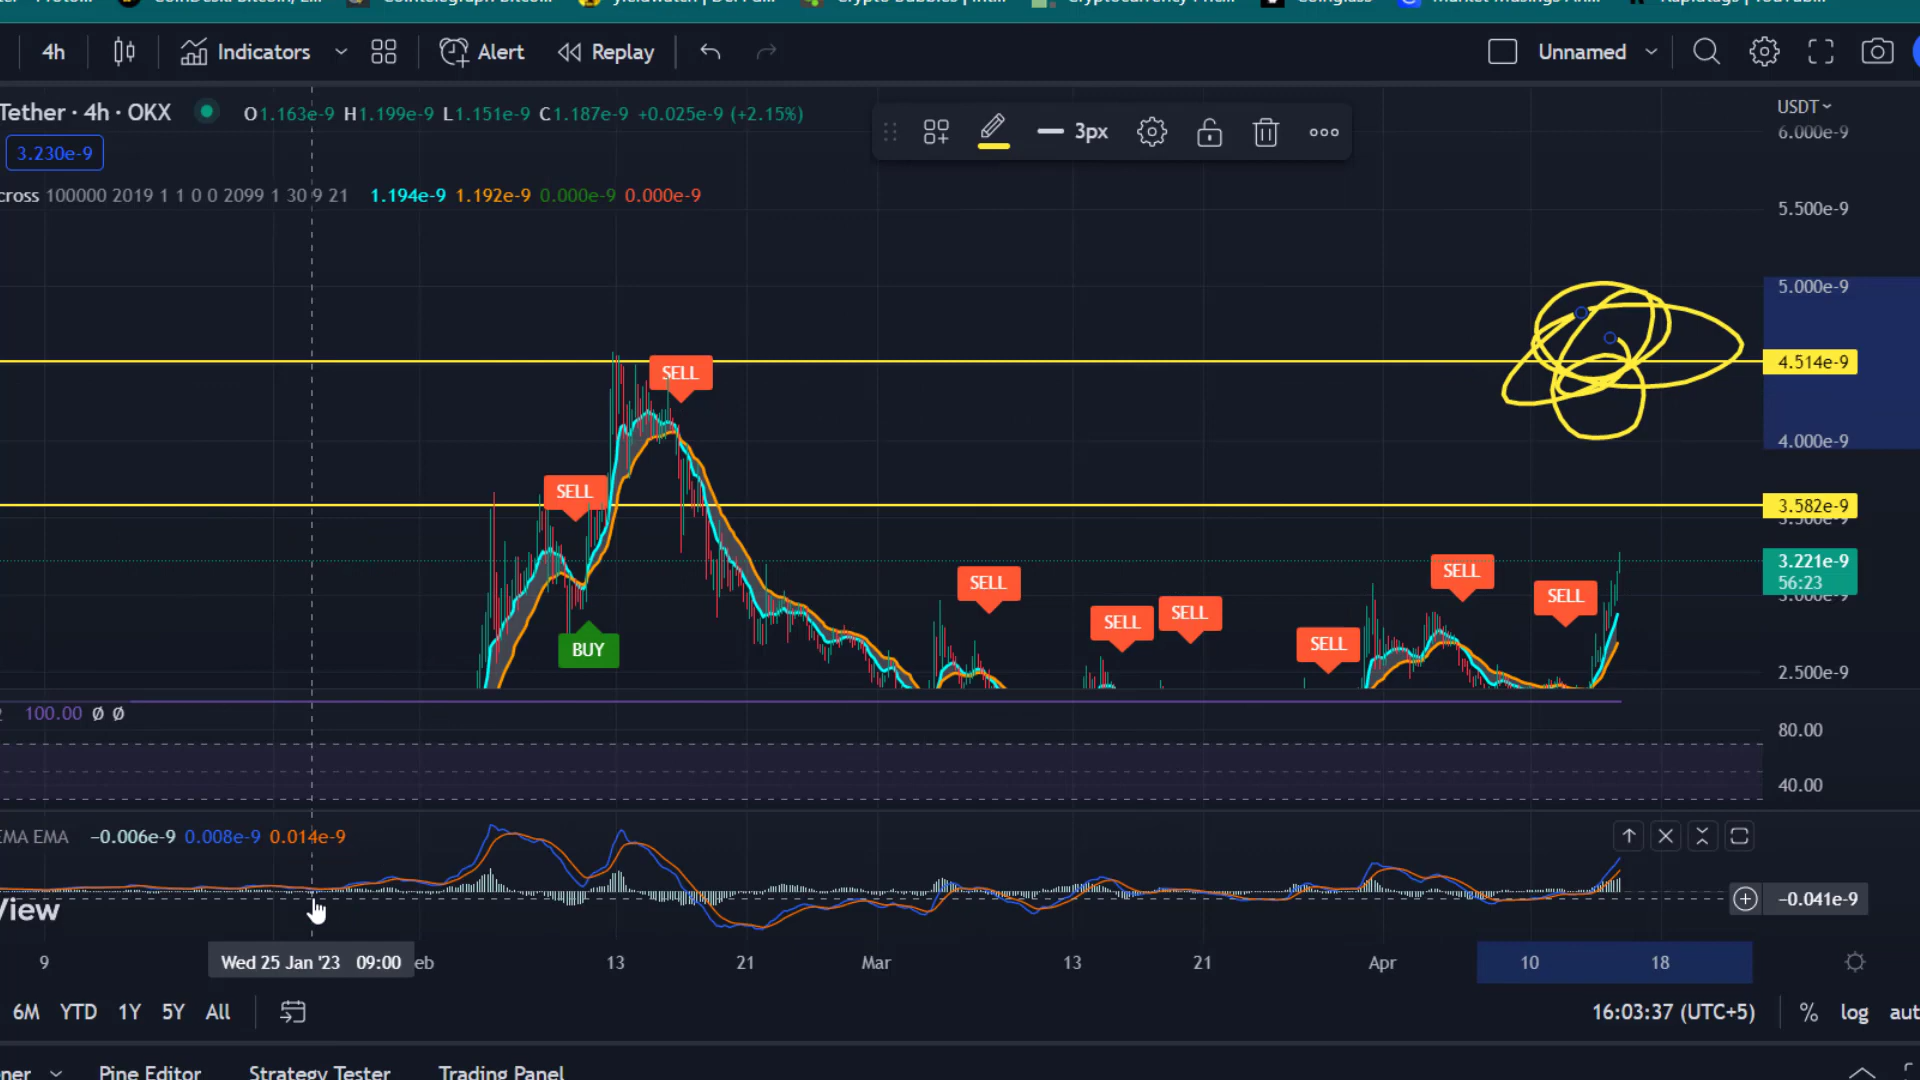 4h Indicators Alert Replay Unnamed
Tether · 4h · OKX O1.163e-9 H1.199e-9 L1.151e-9 C1.187e-9 +0.025e-9 (+2.15%)
3px
USDT
6.000e-9
3.230e-9
cross 100000 2019 1 1 0 0 2099 1 30 9 21 1.194e-9 1.192e-9 0.000e-9 0.000e-9
5.500e-9
5.000e-9
4.514e-9
SELL
4.000e-9
SELL
3.582e-9
3.221e-9
56:23
SELL
SELL
SELL
SELL
SELL
SELL
BUY
2.500e-9
100.00 Ø Ø
80.00
40.00
EMA EMA −0.006e-9 0.008e-9 0.014e-9
−0.041e-9
View
9 Wed 25 Jan '23 09:00 eb 13 21 Mar 13 21 Apr 10 18
6M YTD 1Y 5Y All 16:03:37 (UTC+5) % log aut
Pine Editor Strategy Tester Trading Panel